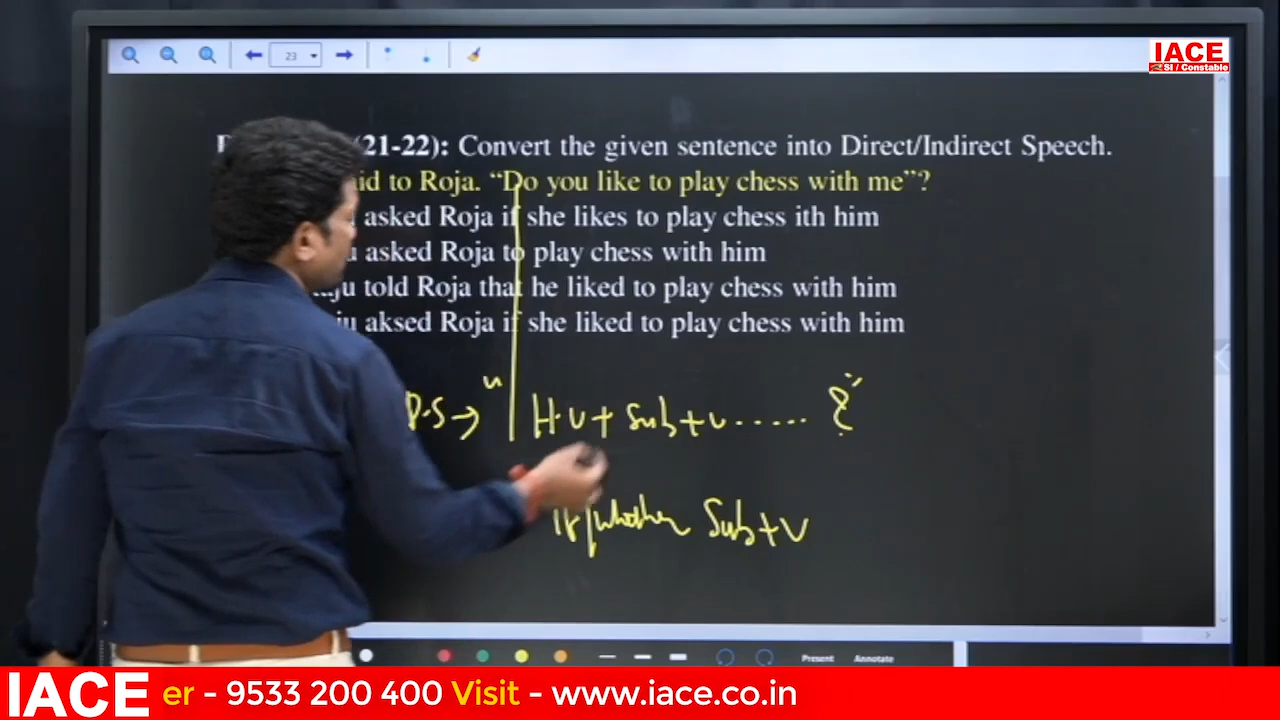 23
IACE
SI / Constable
(21-22): Convert the given sentence into Direct/Indirect Speech.
aid to Roja. “Do you like to play chess with me”?
asked Roja if she likes to play chess ith him
asked Roja to play chess with him
aju told Roja that he liked to play chess with him
ju aksed Roja if she liked to play chess with him
D.S → " H.V + Sub + V ...... ? "
If/whether Sub + V
Present Annotate
IACE er - 9533 200 400 Visit - www.iace.co.in